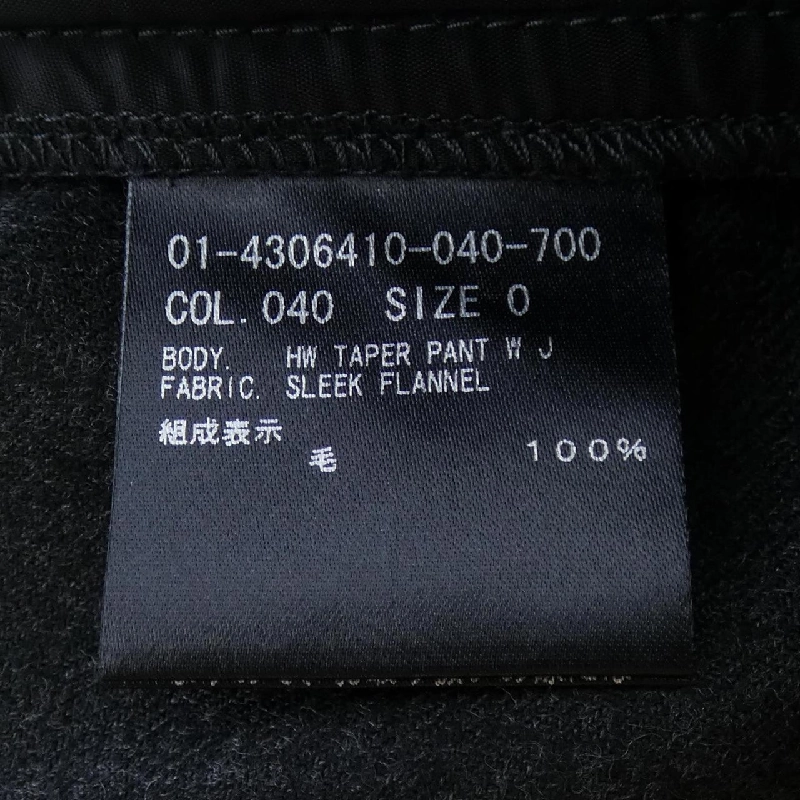 01-4306410-040-700
COL. 040 SIZE 0
BODY. HW TAPER PANT W J
FABRIC. SLEEK FLANNEL
組成表示
毛 100%